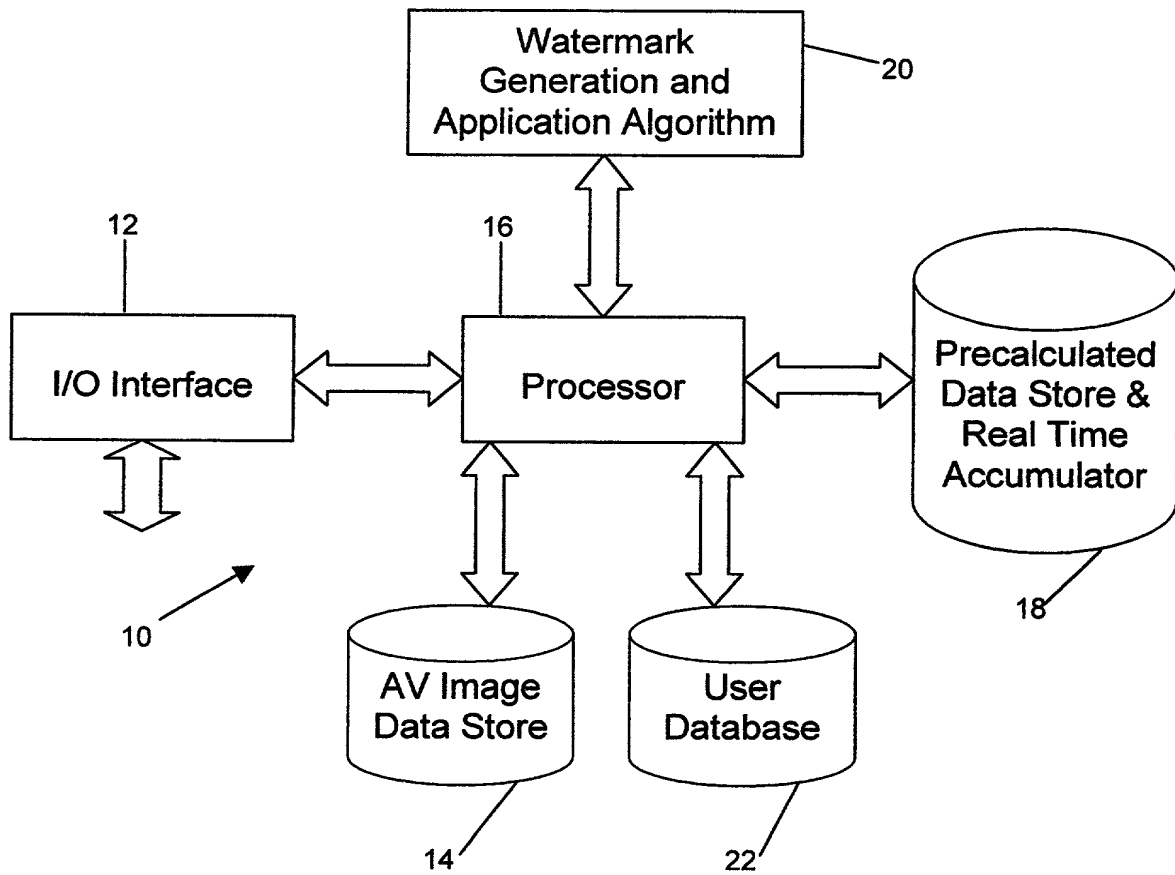 Watermark
Generation and
Application Algorithm
20
12
16
I/O Interface
Processor
Precalculated
Data Store &
Real Time
Accumulator
10
18
AV Image
Data Store
User
Database
14
22